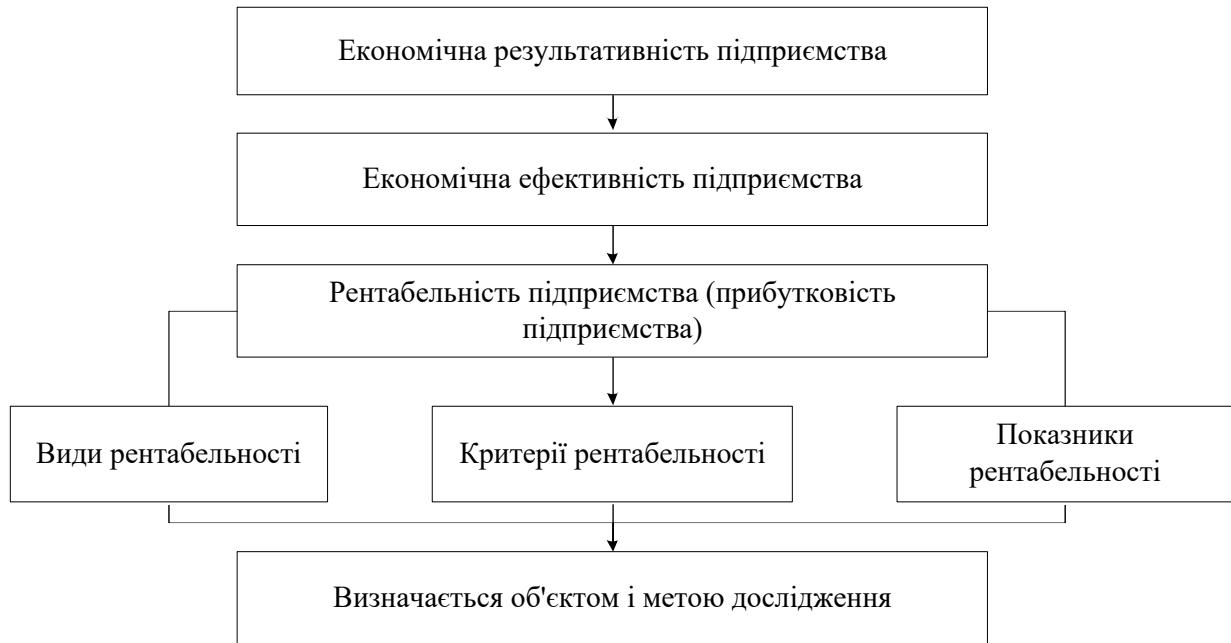 Економічна результативність підприємства
Економічна ефективність підприємства
Рентабельність підприємства (прибутковість
підприємства)
Види рентабельності
Критерії рентабельності
Показники
рентабельності
Визначається об'єктом і метою дослідження